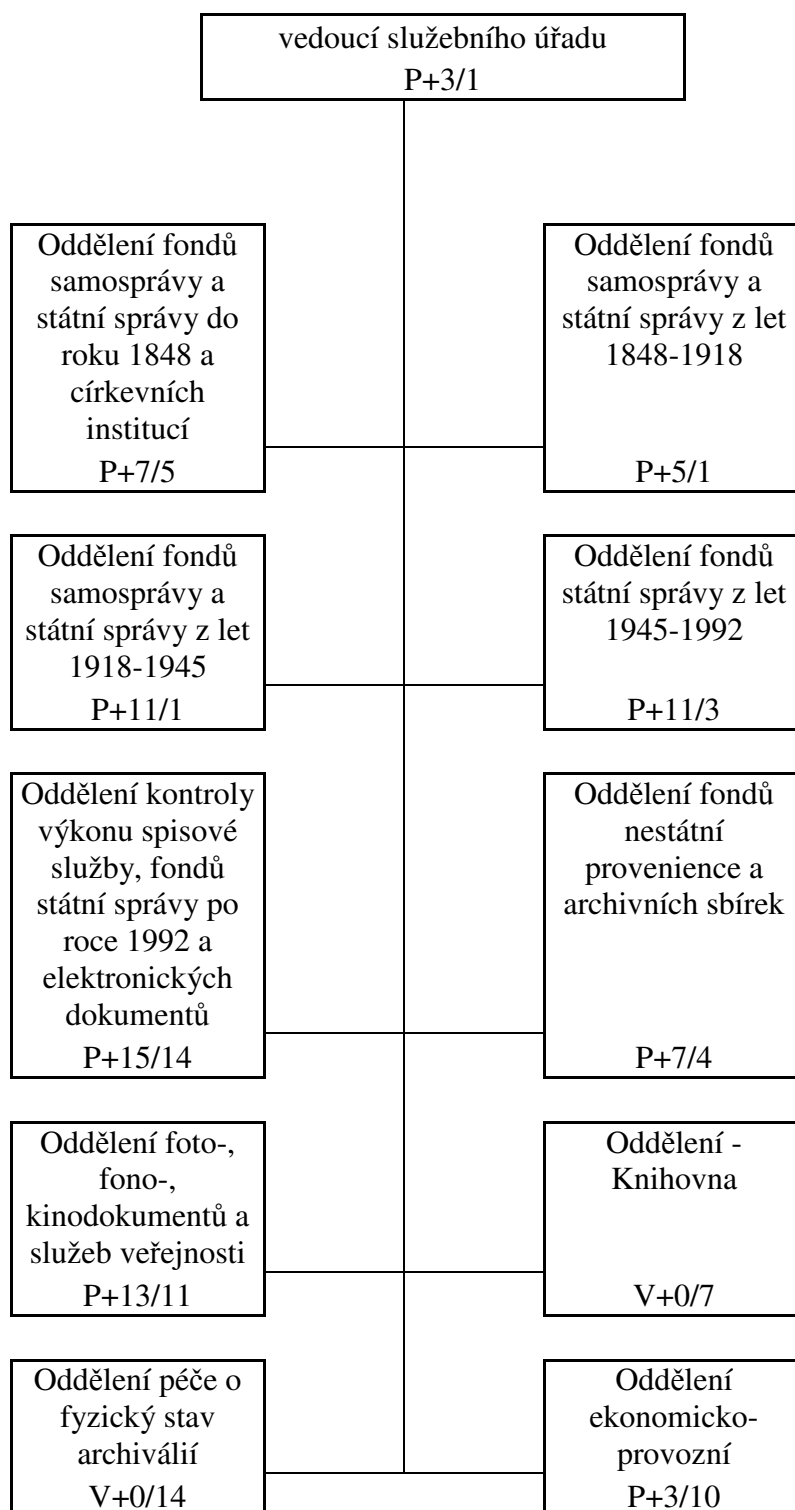 vedoucí služebního úřadu
P+3/1
Oddělení fondů
samosprávy a
státní správy do
roku 1848 a
církevních
institucí
P+7/5
Oddělení fondů
samosprávy a
státní správy z let
1848-1918
P+5/1
Oddělení fondů
samosprávy a
státní správy z let
1918-1945
P+11/1
Oddělení fondů
státní správy z let
1945-1992
P+11/3
Oddělení kontroly
výkonu spisové
služby, fondů
státní správy po
roce 1992 a
elektronických
dokumentů
P+15/14
Oddělení fondů
nestátní
provenience a
archivních sbírek
P+7/4
Oddělení foto-,
fono-,
kinodokumentů a
služeb veřejnosti
P+13/11
Oddělení -
Knihovna
V+0/7
Oddělení péče o
fyzický stav
archiválií
V+0/14
Oddělení
ekonomicko-
provozní
P+3/10